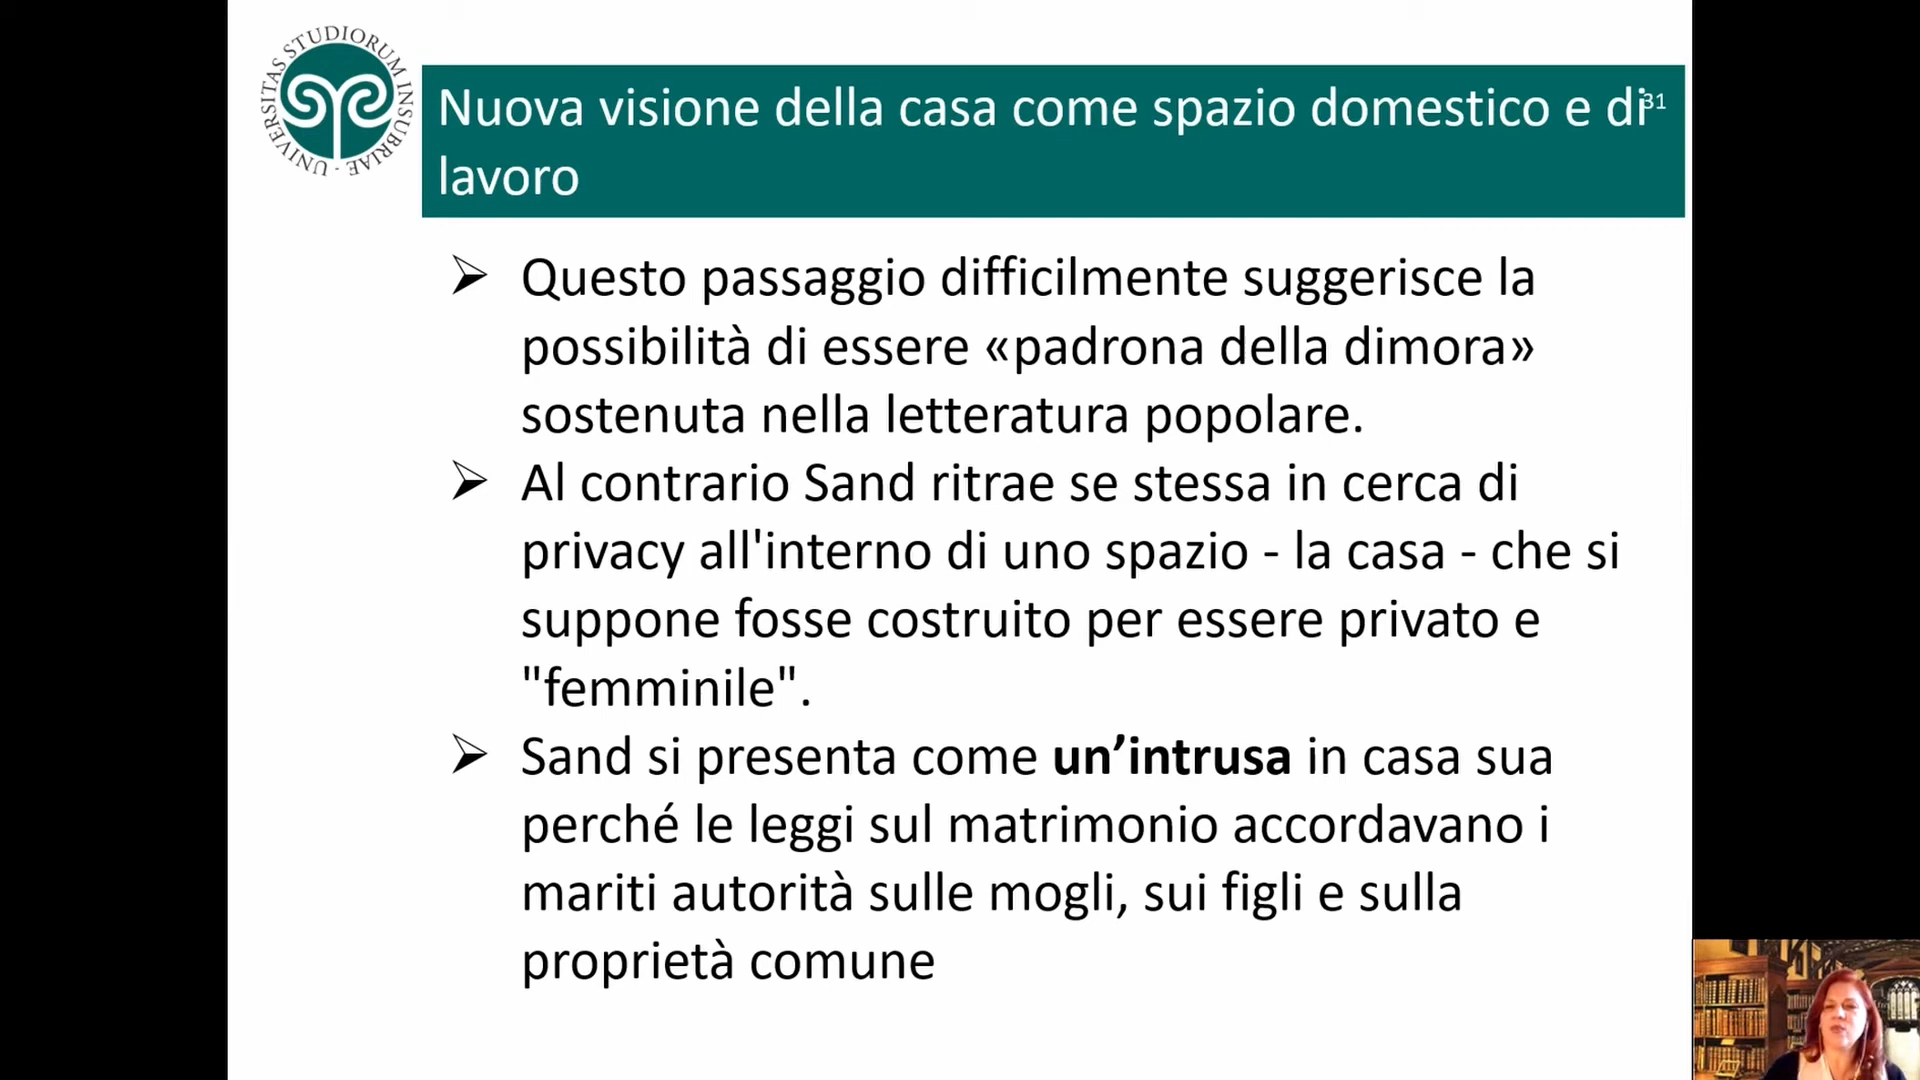 UNIVERSITAS STUDIORUM INSUBRIAE
Nuova visione della casa come spazio domestico e di
31
lavoro
➢ Questo passaggio difficilmente suggerisce la
possibilità di essere «padrona della dimora»
sostenuta nella letteratura popolare.
➢ Al contrario Sand ritrae se stessa in cerca di
privacy all'interno di uno spazio - la casa - che si
suppone fosse costruito per essere privato e
"femminile".
➢ Sand si presenta come un’intrusa in casa sua
perché le leggi sul matrimonio accordavano i
mariti autorità sulle mogli, sui figli e sulla
proprietà comune